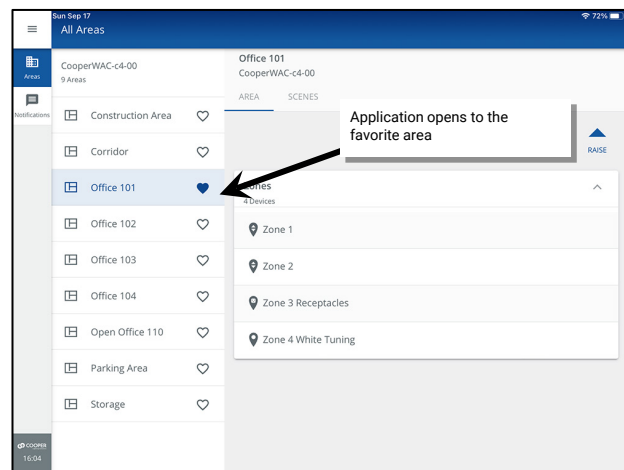 Sun Sep 17
72%
All Areas
Areas
Notifications
CooperWAC-c4-00
9 Areas
Construction Area
Corridor
Office 101
Office 102
Office 103
Office 104
Open Office 110
Parking Area
Storage
Office 101
CooperWAC-c4-00
AREA SCENES
Application opens to the
favorite area
RAISE
Zones
4 Devices
Zone 1
Zone 2
Zone 3 Receptacles
Zone 4 White Tuning
COOPER
16:04